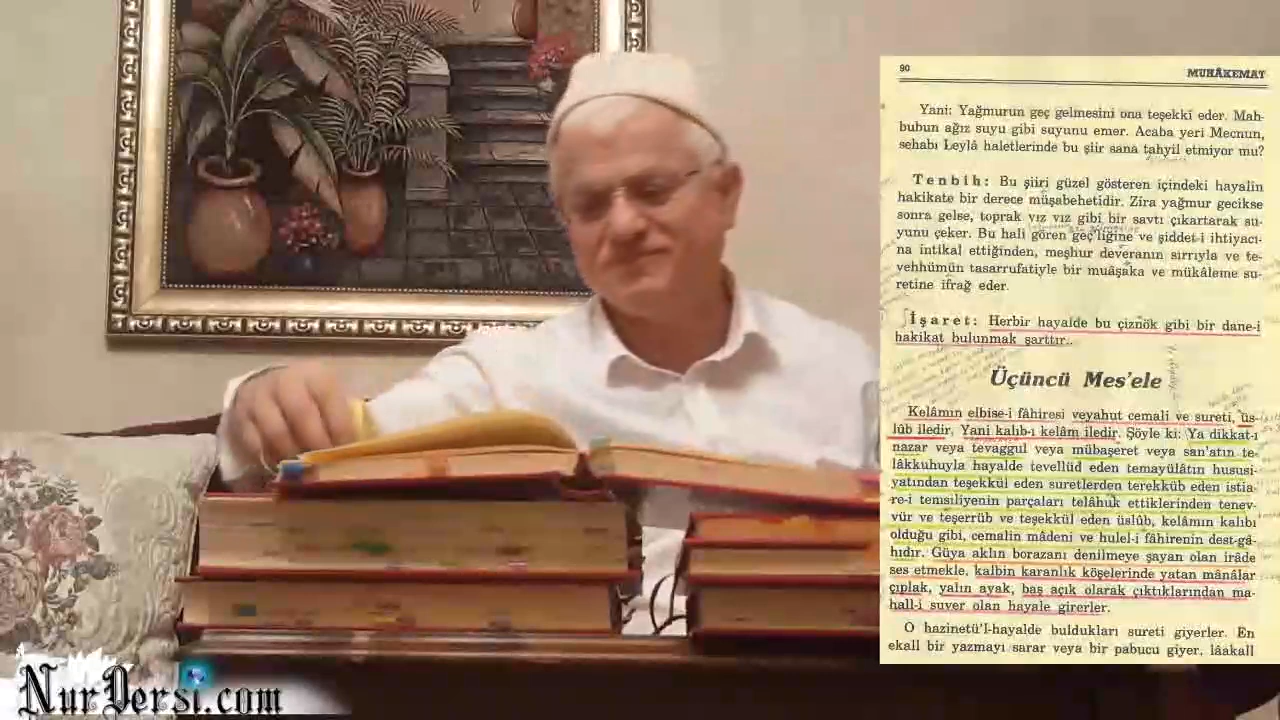 90
MUHÂKEMAT
Yani: Yağmurun geç gelmesini ona teşekkî eder. Mah-
bubun ağız suyu gibi suyunu emer. Acaba yeri Mecnun,
sehabı Leylâ haletlerinde bu şiir sana tahyil etmiyor mu?
Tenbih: Bu şiiri güzel gösteren içindeki hayalin
hakikate bir derece müşabehetidir. Zira yağmur gecikse
sonra gelse, toprak vız vız gibi bir savtı çıkartarak su-
yunu çeker. Bu hali gören geç'liğine ve şiddet-i ihtiyacı-
na intikal ettiğinden, meşhur deveranın sırrıyla ve te-
vehhümün tasarrufatiyle bir muâşaka ve mükâleme su-
retine ifrağ eder.
İşaret: Herbir hayalde bu çiznök gibi bir dane-i
hakikat bulunmak şarttır..
Üçüncü Mes'ele
Kelâmın elbise-i fâhiresi veyahut cemali ve sureti, üs-
lûb iledir. Yani kalıb-ı kelâm iledir. Şöyle ki: Ya dikkat-ı
nazar veya tevaggul veya mübaşeret veya san'atın te-
lâkkuhuyla hayalde tevellüd eden temayülâtın hususi-
yatından teşekkül eden suretlerden terekküb eden istia-
re-i temsiliyenin parçaları telâhuk ettiklerinden tenev-
vür ve teşerrüb ve teşekkül eden üslûb, kelâmın kalıbı
olduğu gibi, cemalin mâdeni ve hulel-i fâhirenin dest-gâ-
hıdır. Güya aklın borazanı denilmeye şayan olan irâde
ses etmekle, kalbin karanlık köşelerinde yatan mânâlar
çıplak, yalın ayak, baş açık olarak çıktıklarından ma-
hall-i suver olan hayale girerler.
O hazinetü'l-hayalde buldukları sureti giyerler. En
ekall bir yazmayı sarar veya bir pabucu giyer, lâakall
NurDersi.com